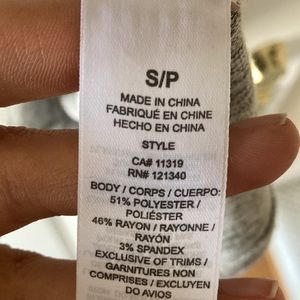 S/P
MADE IN CHINA
FABRIQUÉ EN CHINE
HECHO EN CHINA
STYLE
CA# 11319
RN# 121340
BODY / CORPS / CUERPO:
51% POLYESTER /
POLIÉSTER
46% RAYON / RAYONNE /
RAYÓN
3% SPANDEX
EXCLUSIVE OF TRIMS /
GARNITURES NON
COMPRISES / EXCLUYEN
DO AVIOS